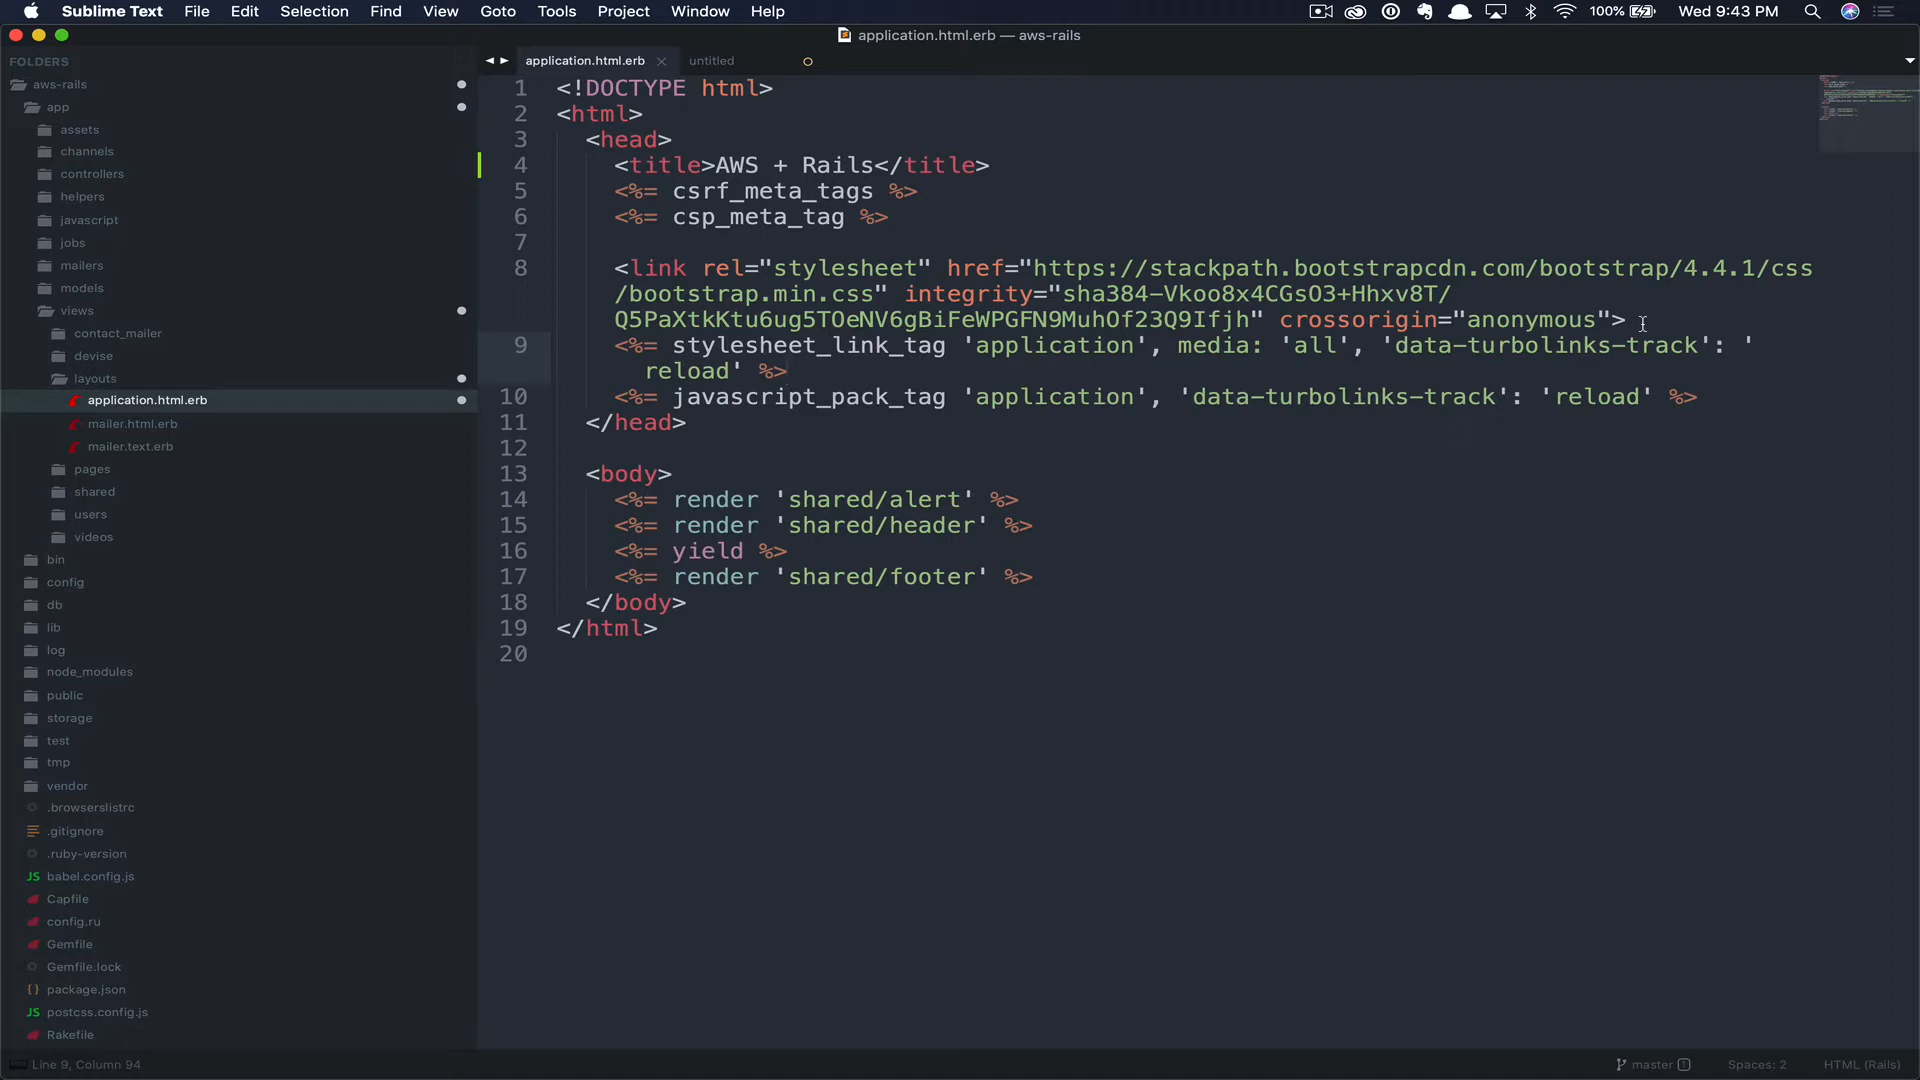 Sublime Text File Edit Selection Find View Goto Tools Project Window Help 100% Wed 9:43 PM
application.html.erb — aws-rails
FOLDERS
aws-rails
app
assets
channels
controllers
helpers
javascript
jobs
mailers
models
views
contact_mailer
devise
layouts
application.html.erb
mailer.html.erb
mailer.text.erb
pages
shared
users
videos
bin
config
db
lib
log
node_modules
public
storage
test
tmp
vendor
.browserslistrc
.gitignore
.ruby-version
JS babel.config.js
Capfile
config.ru
Gemfile
Gemfile.lock
{} package.json
JS postcss.config.js
Rakefile
application.html.erb untitled
1 <!DOCTYPE html>
2 <html>
3 <head>
4 <title>AWS + Rails</title>
5 <%= csrf_meta_tags %>
6 <%= csp_meta_tag %>
7
8 <link rel="stylesheet" href="https://stackpath.bootstrapcdn.com/bootstrap/4.4.1/css
/bootstrap.min.css" integrity="sha384-Vkoo8x4CGsO3+Hhxv8T/
Q5PaXtkKtu6ug5TOeNV6gBiFeWPGFN9MuhOf23Q9Ifjh" crossorigin="anonymous">
9 <%= stylesheet_link_tag 'application', media: 'all', 'data-turbolinks-track': '
reload' %>
10 <%= javascript_pack_tag 'application', 'data-turbolinks-track': 'reload' %>
11 </head>
12
13 <body>
14 <%= render 'shared/alert' %>
15 <%= render 'shared/header' %>
16 <%= yield %>
17 <%= render 'shared/footer' %>
18 </body>
19 </html>
20
Line 9, Column 94 master 1 Spaces: 2 HTML (Rails)